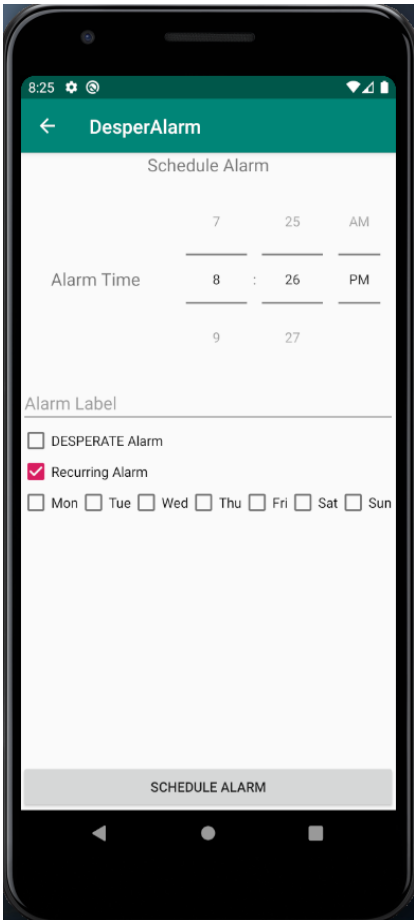 8:25
DesperAlarm
Schedule Alarm
7 25 AM
Alarm Time 8 : 26 PM
9 27
Alarm Label
DESPERATE Alarm
Recurring Alarm
Mon Tue Wed Thu Fri Sat Sun
SCHEDULE ALARM